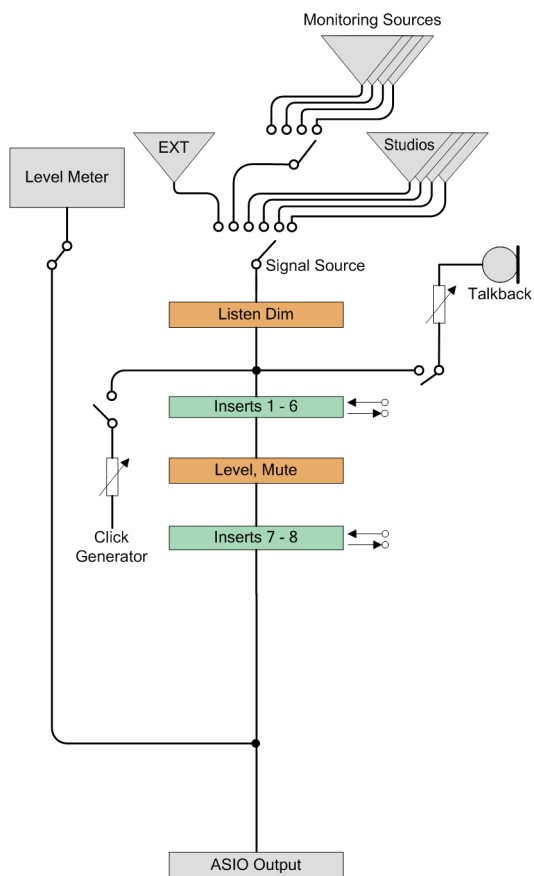 Monitoring Sources
EXT
Studios
Level Meter
Signal Source
Talkback
Listen Dim
Inserts 1 - 6
Level, Mute
Click
Generator
Inserts 7 - 8
ASIO Output